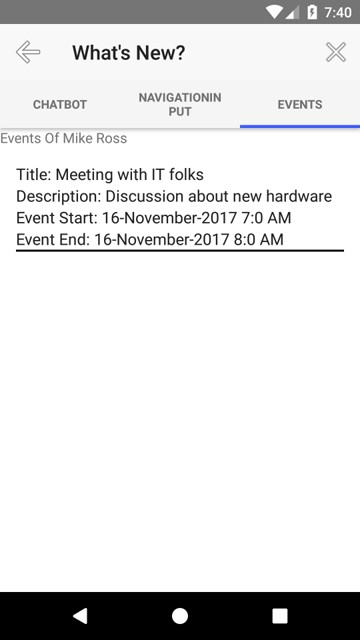 7:40
What's New?
CHATBOT
NAVIGATIONIN
PUT
EVENTS
Events Of Mike Ross
Title: Meeting with IT folks
Description: Discussion about new hardware
Event Start: 16-November-2017 7:0 AM
Event End: 16-November-2017 8:0 AM